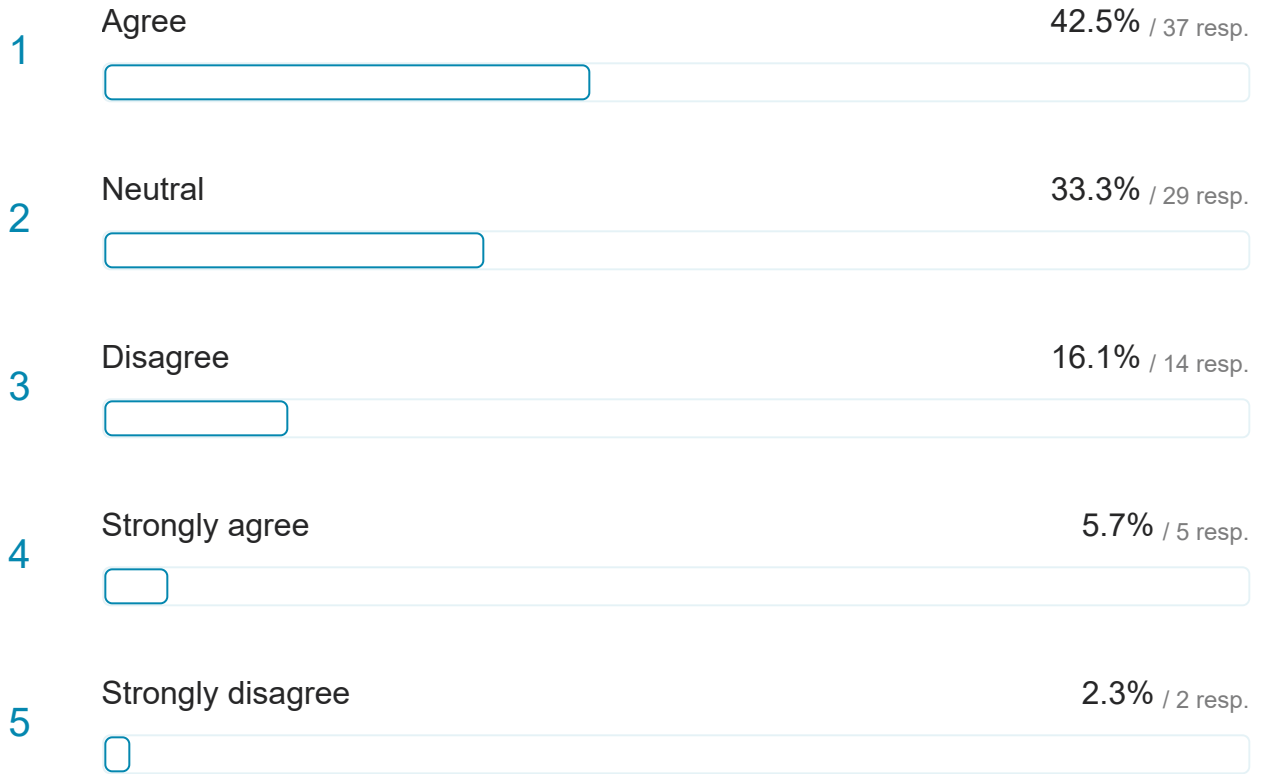 1 Agree 42.5% / 37 resp.
2 Neutral 33.3% / 29 resp.
3 Disagree 16.1% / 14 resp.
4 Strongly agree 5.7% / 5 resp.
5 Strongly disagree 2.3% / 2 resp.